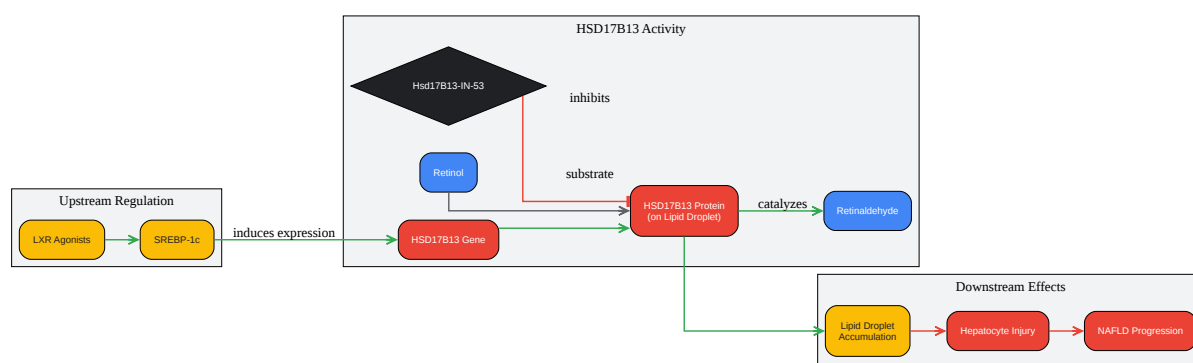 HSD17B13 Activity
Hsd17B13-IN-53
inhibits
Retinol
substrate
Upstream Regulation
LXR Agonists
SREBP-1c
induces expression
HSD17B13 Gene
HSD17B13 Protein
(on Lipid Droplet)
catalyzes
Retinaldehyde
Downstream Effects
Lipid Droplet
Accumulation
Hepatocyte Injury
NAFLD Progression